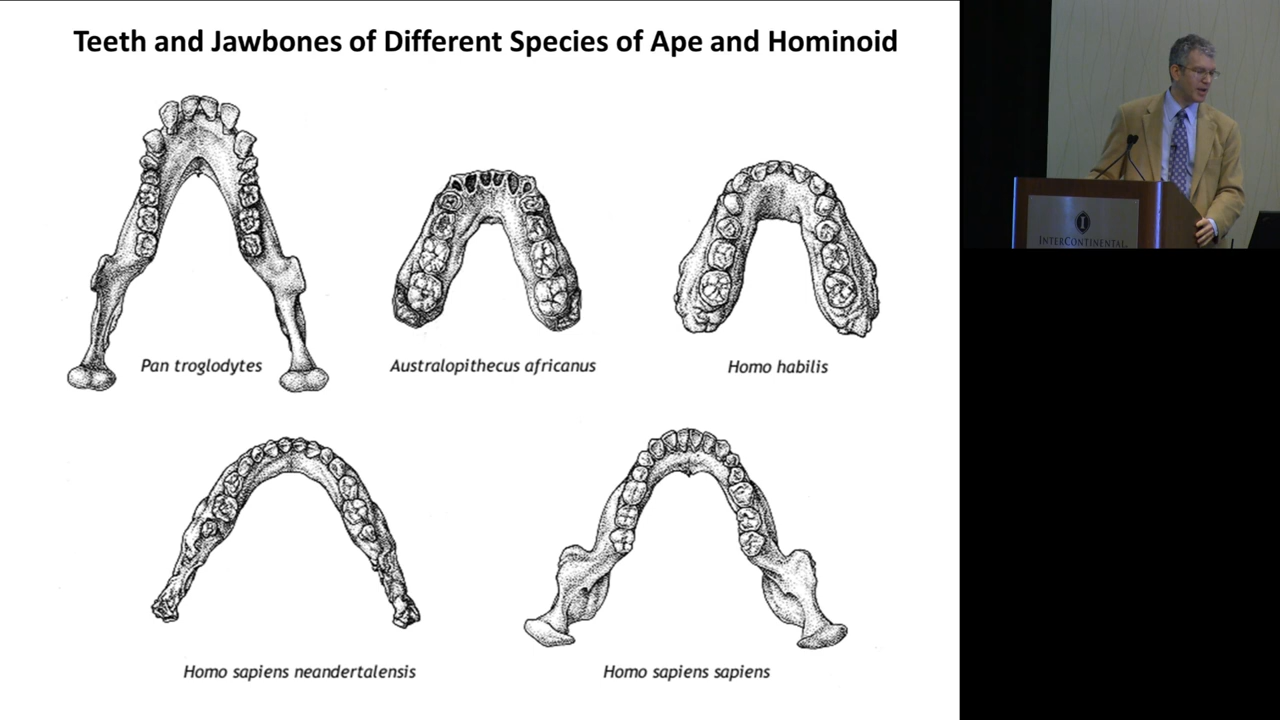 Teeth and Jawbones of Different Species of Ape and Hominoid
Pan troglodytes
Australopithecus africanus
Homo habilis
Homo sapiens neandertalensis
Homo sapiens sapiens
I
INTERCONTINENTAL